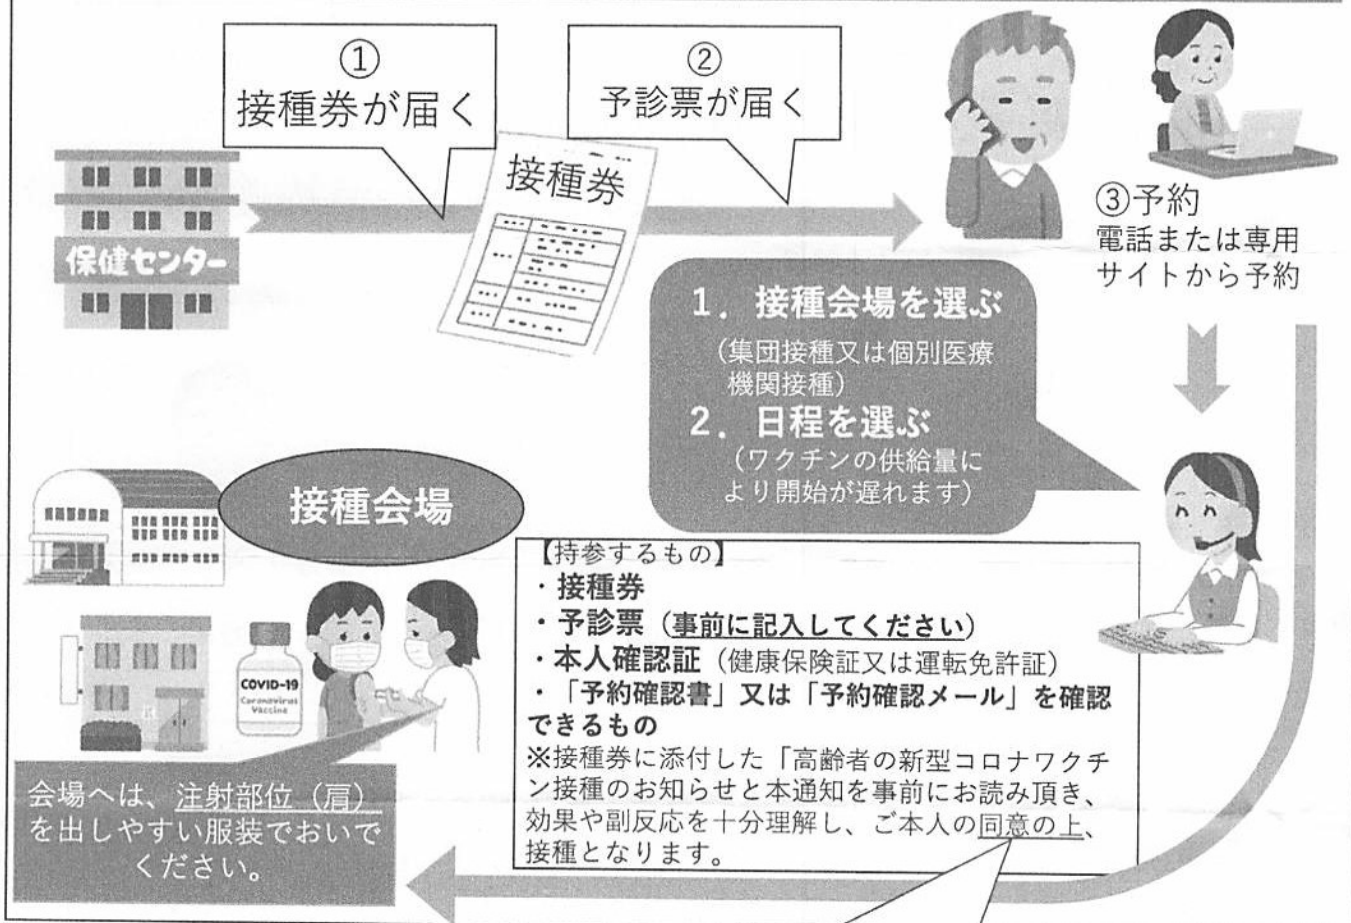 ①
接種券が届く
②
予診票が届く
保健センター
接種券
③予約
電話または専用
サイトから予約
1．接種会場を選ぶ
（集団接種又は個別医療
機関接種）
2．日程を選ぶ
（ワクチンの供給量に
より開始が遅れます）
接種会場
COVID-19
Coronavirus
Vaccine
【持参するもの】
・接種券
・予診票（事前に記入してください）
・本人確認証（健康保険証又は運転免許証）
・「予約確認書」又は「予約確認メール」を確認
できるもの
※接種券に添付した「高齢者の新型コロナワクチ
ン接種のお知らせと本通知を事前にお読み頂き、
効果や副反応を十分理解し、ご本人の同意の上、
接種となります。
会場へは、注射部位（肩）
を出しやすい服装でおいで
ください。